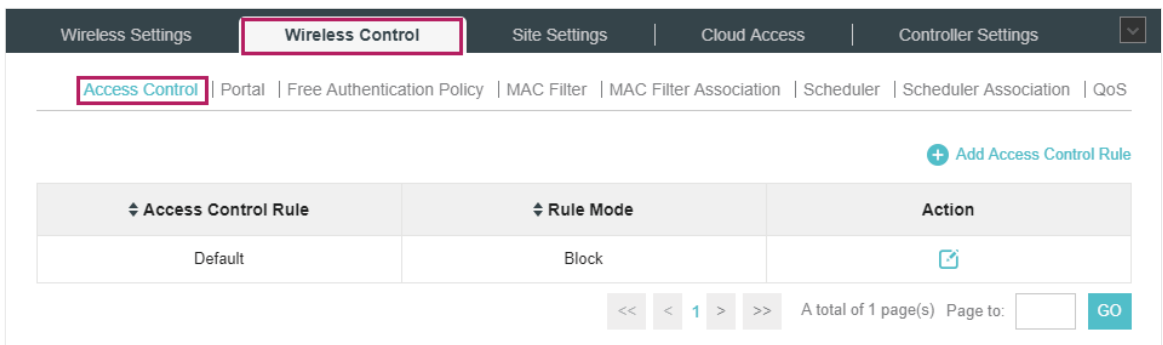 Wireless Settings | Wireless Control | Site Settings | Cloud Access | Controller Settings
Access Control | Portal | Free Authentication Policy | MAC Filter | MAC Filter Association | Scheduler | Scheduler Association | QoS
Add Access Control Rule
Access Control Rule Rule Mode Action
Default Block
<< < 1 > >> A total of 1 page(s) Page to: GO